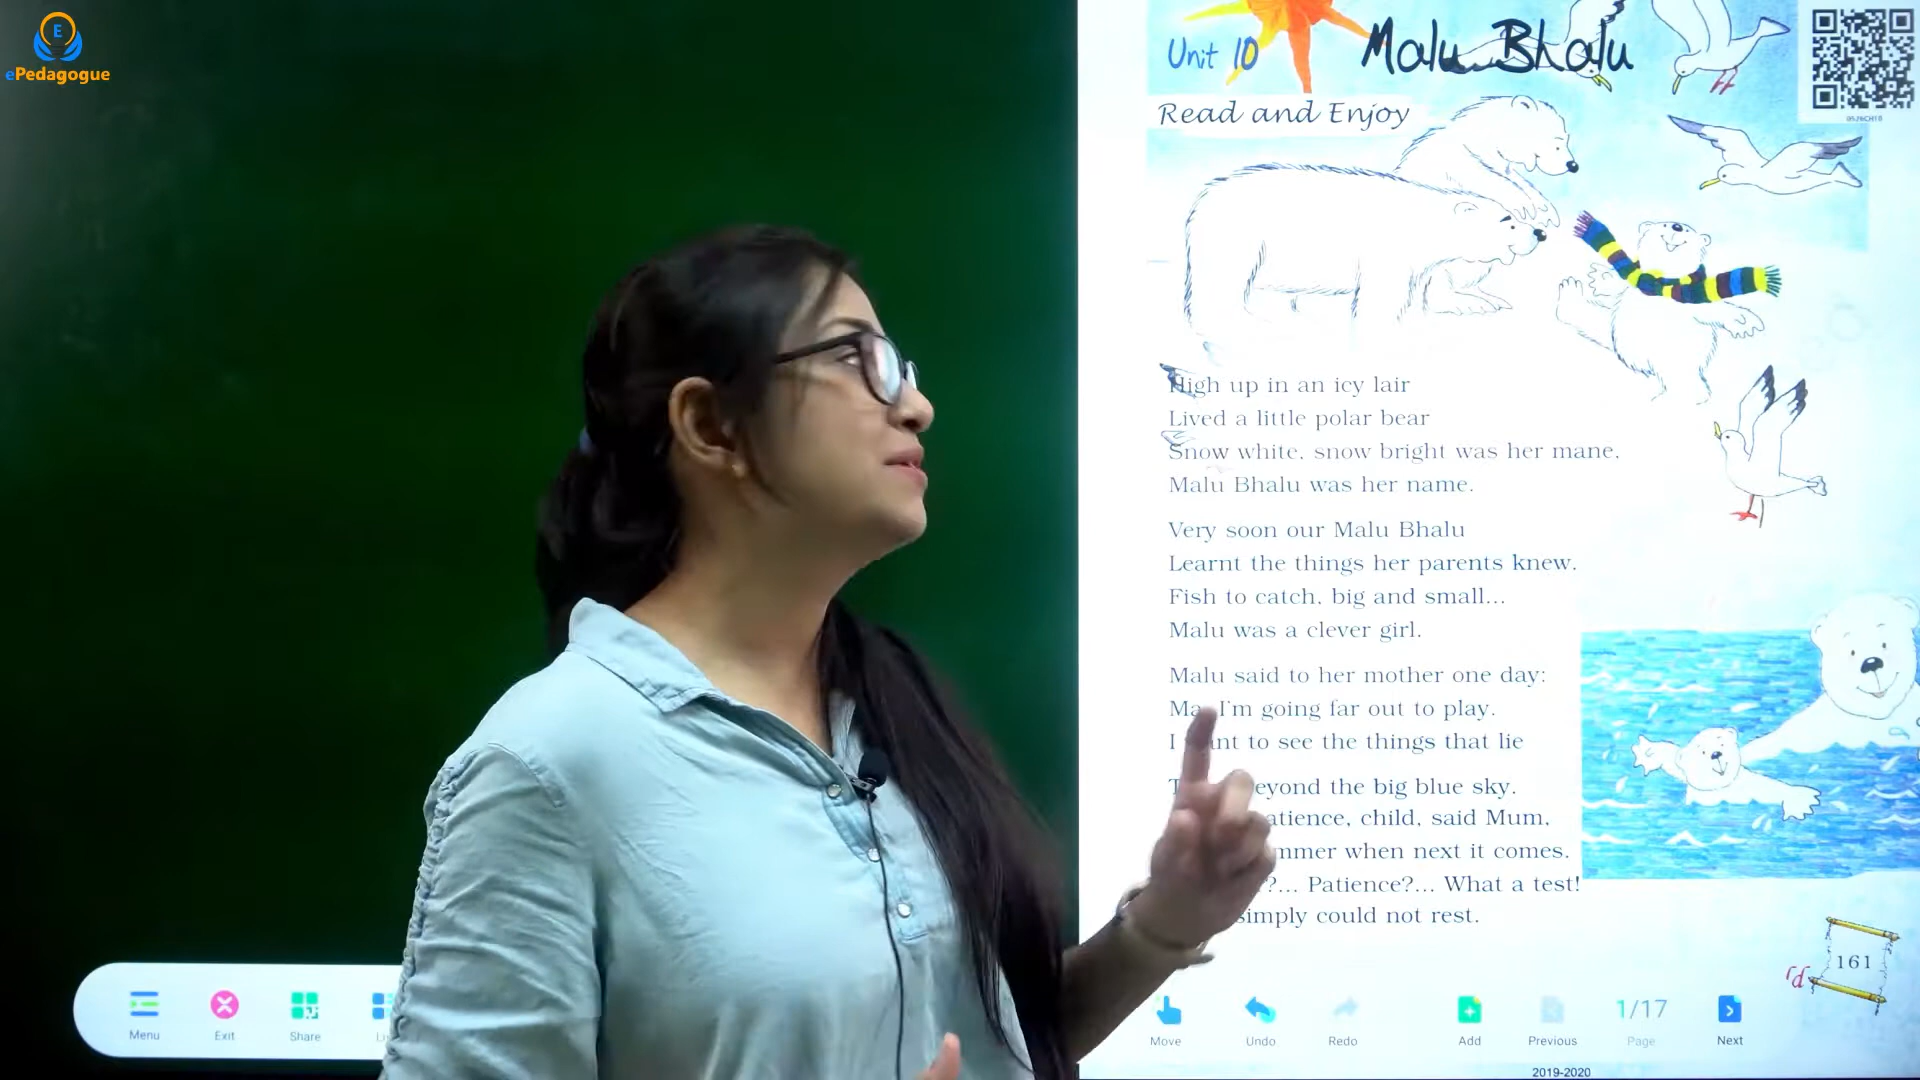 E
ePedagogue
Unit 10
Malu Bhalu
Read and Enjoy
High up in an icy lair
Lived a little polar bear
Snow white, snow bright was her mane,
Malu Bhalu was her name.
Very soon our Malu Bhalu
Learnt the things her parents knew.
Fish to catch, big and small...
Malu was a clever girl.
Malu said to her mother one day:
I'm going far out to play.
I to see the things that lie
the big blue sky.
child, said Mum,
when next it comes.
Patience?... What a test!
simply could not rest.
161
Menu
Exit
Share
Move
Undo
Redo
Add
Previous
1/17
Page
Next
2019-2020